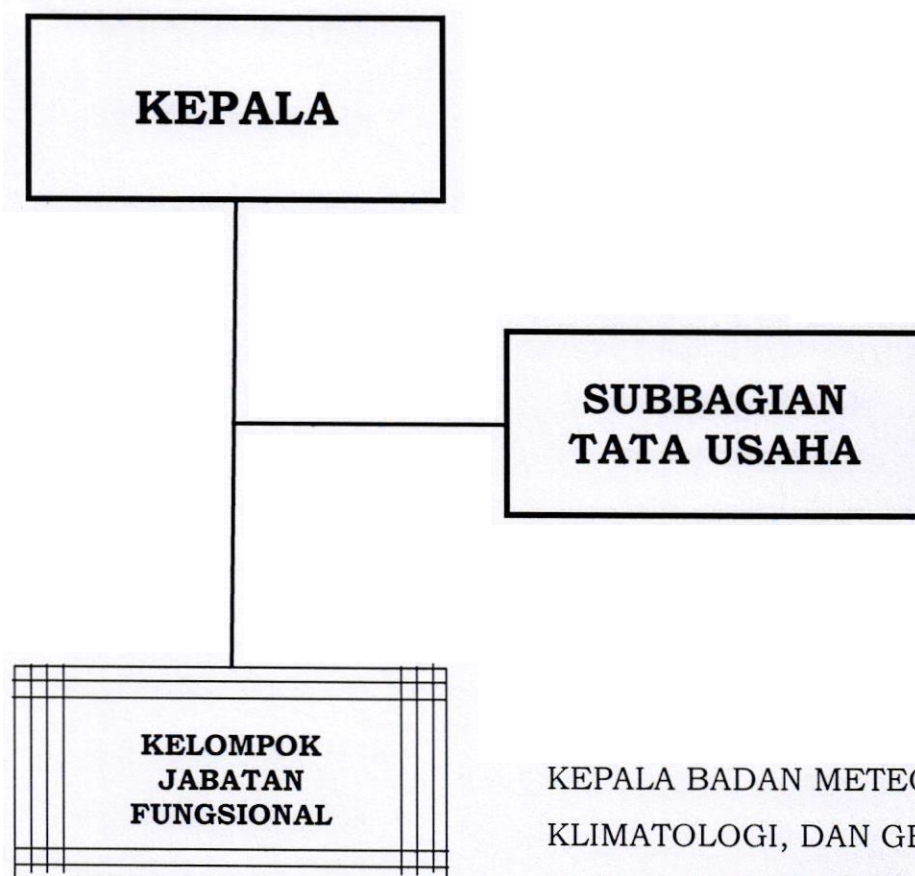 KEPALA
SUBBAGIAN
TATA USAHA
KELOMPOK
JABATAN
FUNGSIONAL
KEPALA BADAN
KLIMATOLOGI, DAN